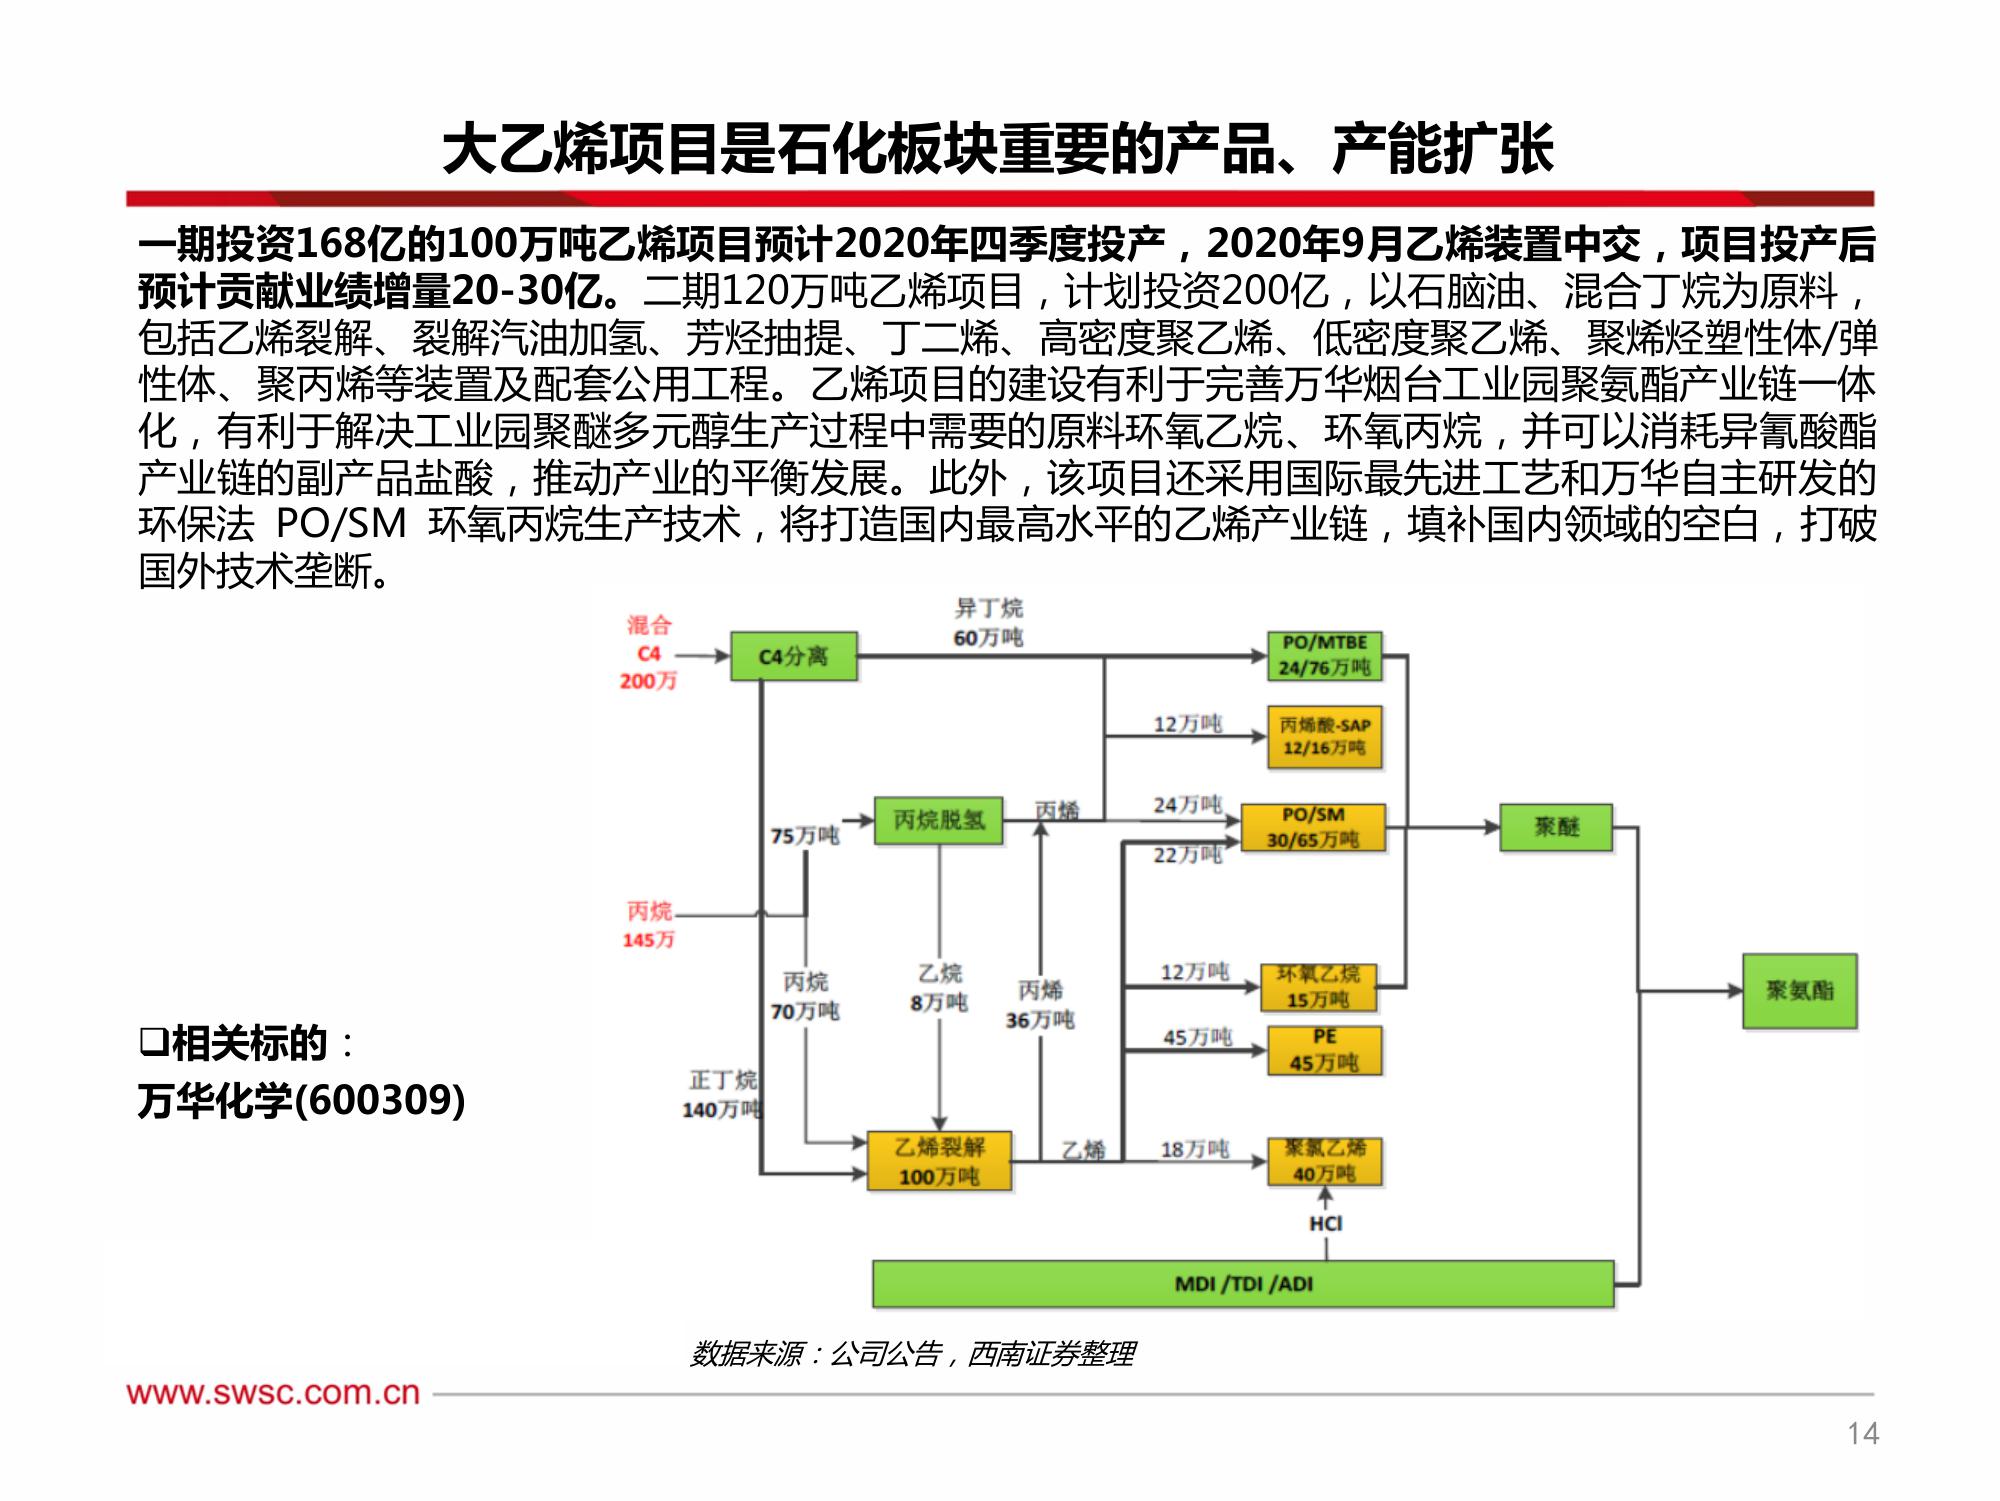 大乙烯项目是石化板块重要的产品、产能扩张
一期投资168亿的100万吨乙烯项目预计2020年四季度投产，2020年9月乙烯装置中交，项目投产后
预计贡献业绩增量20-30亿。二期120万吨乙烯项目，计划投资200亿，以石脑油、混合丁烷为原料，
包括乙烯裂解、裂解汽油加氢、芳烃抽提、丁二烯、高密度聚乙烯、低密度聚乙烯、聚烯烃塑性体/弹
性体、聚丙烯等装置及配套公用工程。乙烯项目的建设有利于完善万华烟台工业园聚氨酯产业链一体
化，有利于解决工业园聚醚多元醇生产过程中需要的原料环氧乙烷、环氧丙烷，并可以消耗异氰酸酯
产业链的副产品盐酸，推动产业的平衡发展。此外，该项目还采用国际最先进工艺和万华自主研发的
环保法 PO/SM 环氧丙烷生产技术，将打造国内最高水平的乙烯产业链，填补国内领域的空白，打破
国外技术垄断。
混合
C4
200万
C4分离
异丁烷
60万吨
PO/MTBE
24/76万吨
12万吨
丙烯酸-SAP
12/16万吨
75万吨
丙烷脱氢
丙烯
24万吨
22万吨
PO/SM
30/65万吨
聚醚
丙烷
145万
丙烷
70万吨
乙烷
8万吨
丙烯
36万吨
12万吨
环氧乙烷
15万吨
聚氨酯
45万吨
PE
45万吨
正丁烷
140万吨
乙烯裂解
100万吨
乙烯
18万吨
聚氯乙烯
40万吨
HCl
MDI /TDI /ADI
❑相关标的：
万华化学(600309)
数据来源：公司公告，西南证券整理
www.swsc.com.cn
14